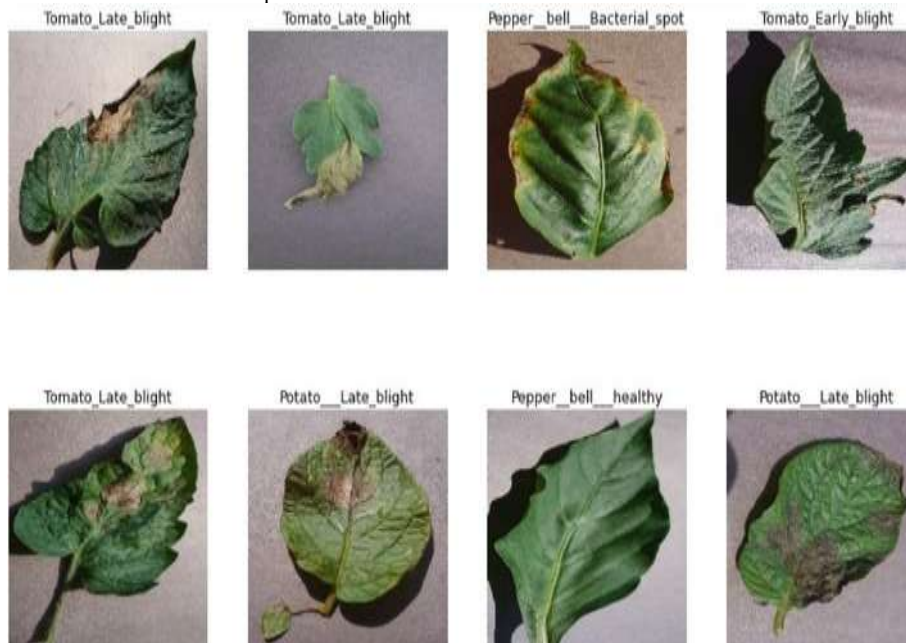 Tomato_Late_blight
Tomato_Late_blight
Pepper__bell___Bacterial_spot
Tomato_Early_blight
Tomato_Late_blight
Potato___Late_blight
Pepper__bell___healthy
Potato___Late_blight